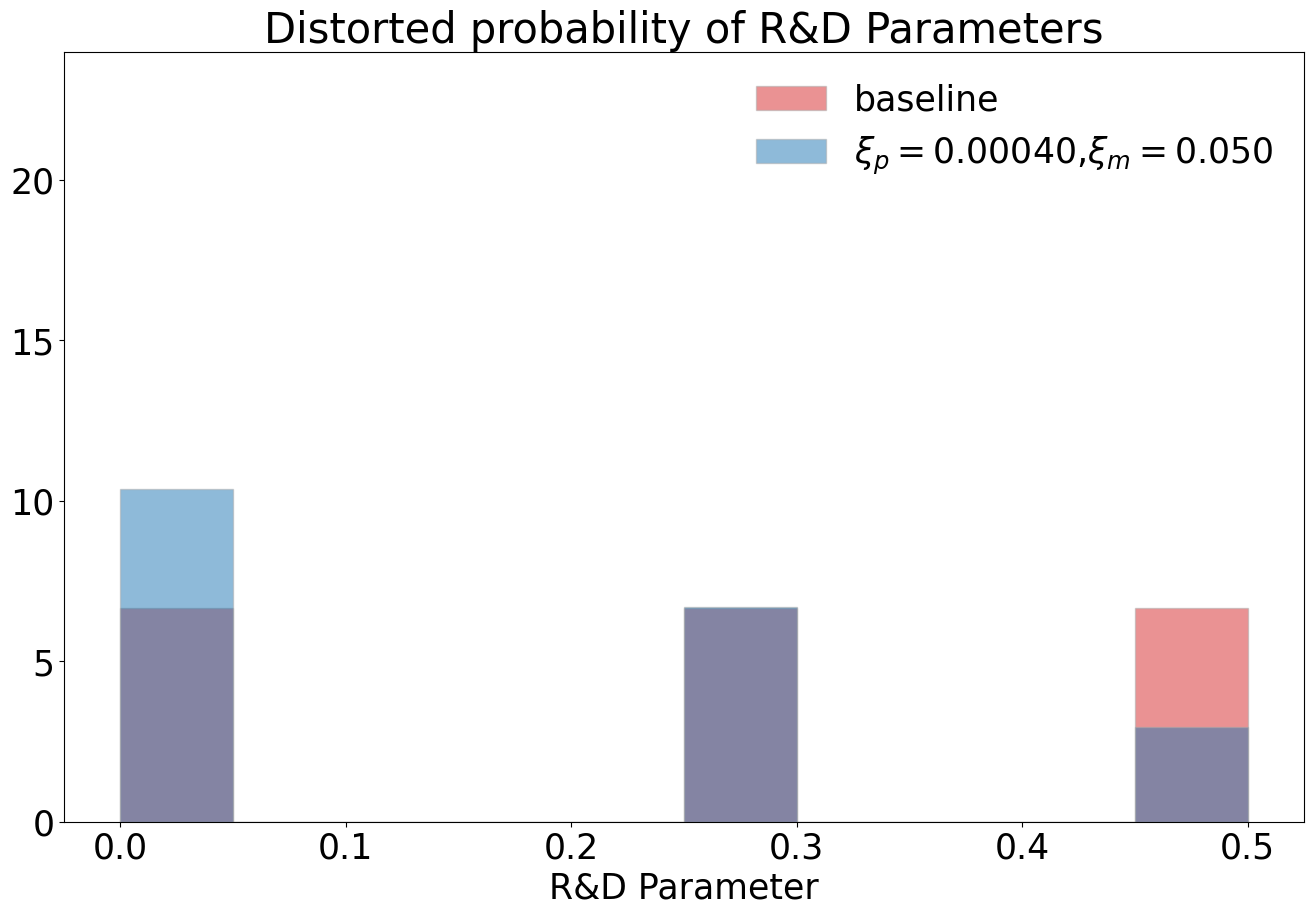 Distorted probability of R&D Parameters
baseline
ξp = 0.00040,ξm = 0.050
20
15
10
5
0
0.0 0.1 0.2 0.3 0.4 0.5
R&D Parameter